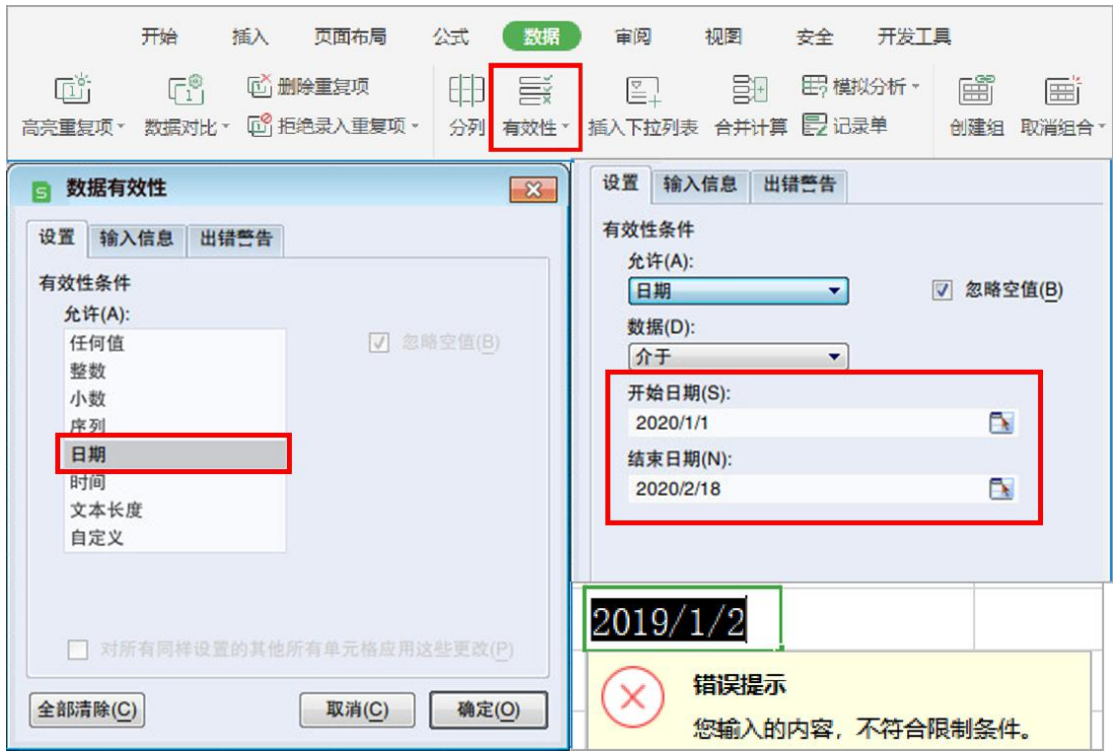 开始 插入 页面布局 公式 数据 审阅 视图 安全 开发工具
删除重复项 模拟分析
高亮重复项 数据对比 拒绝录入重复项 分列 有效性 插入下拉列表 合并计算 记录单 创建组 取消组合
数据有效性
设置 输入信息 出错警告
有效性条件
允许(A):
任何值
忽略空值(B)
整数
小数
序列
日期
时间
文本长度
自定义
对所有同样设置的其他所有单元格应用这些更改(P)
全部清除(C) 取消(C) 确定(O)
设置 输入信息 出错警告
有效性条件
允许(A):
日期 忽略空值(B)
数据(D):
介于
开始日期(S):
2020/1/1
结束日期(N):
2020/2/18
2019/1/2
错误提示
您输入的内容，不符合限制条件。